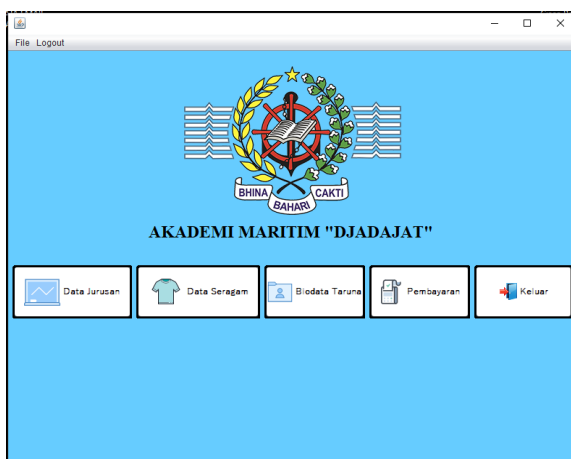 File Logout
BHINA
BAHARI
CAKTI
AKADEMI MARITIM "DJADAJAT"
Data Jurusan
Data Seragam
Biodata Taruna
Pembayaran
Keluar